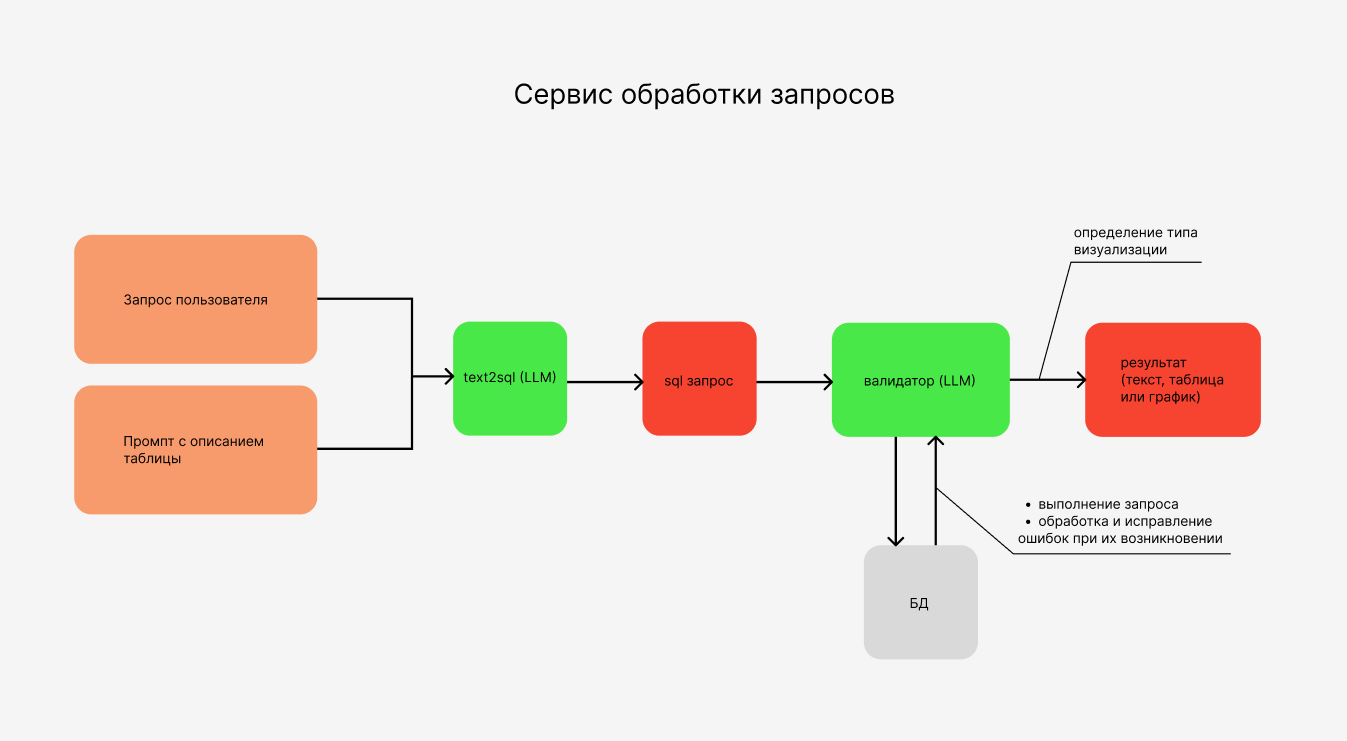 Сервис обработки запросов
Запрос пользователя
Промпт с описанием
таблицы
text2sql (LLM)
sql запрос
валидатор (LLM)
определение типа
визуализации
результат
(текст, таблица
или график)
• выполнение запроса
• обработка и исправление
ошибок при их возникновении
БД